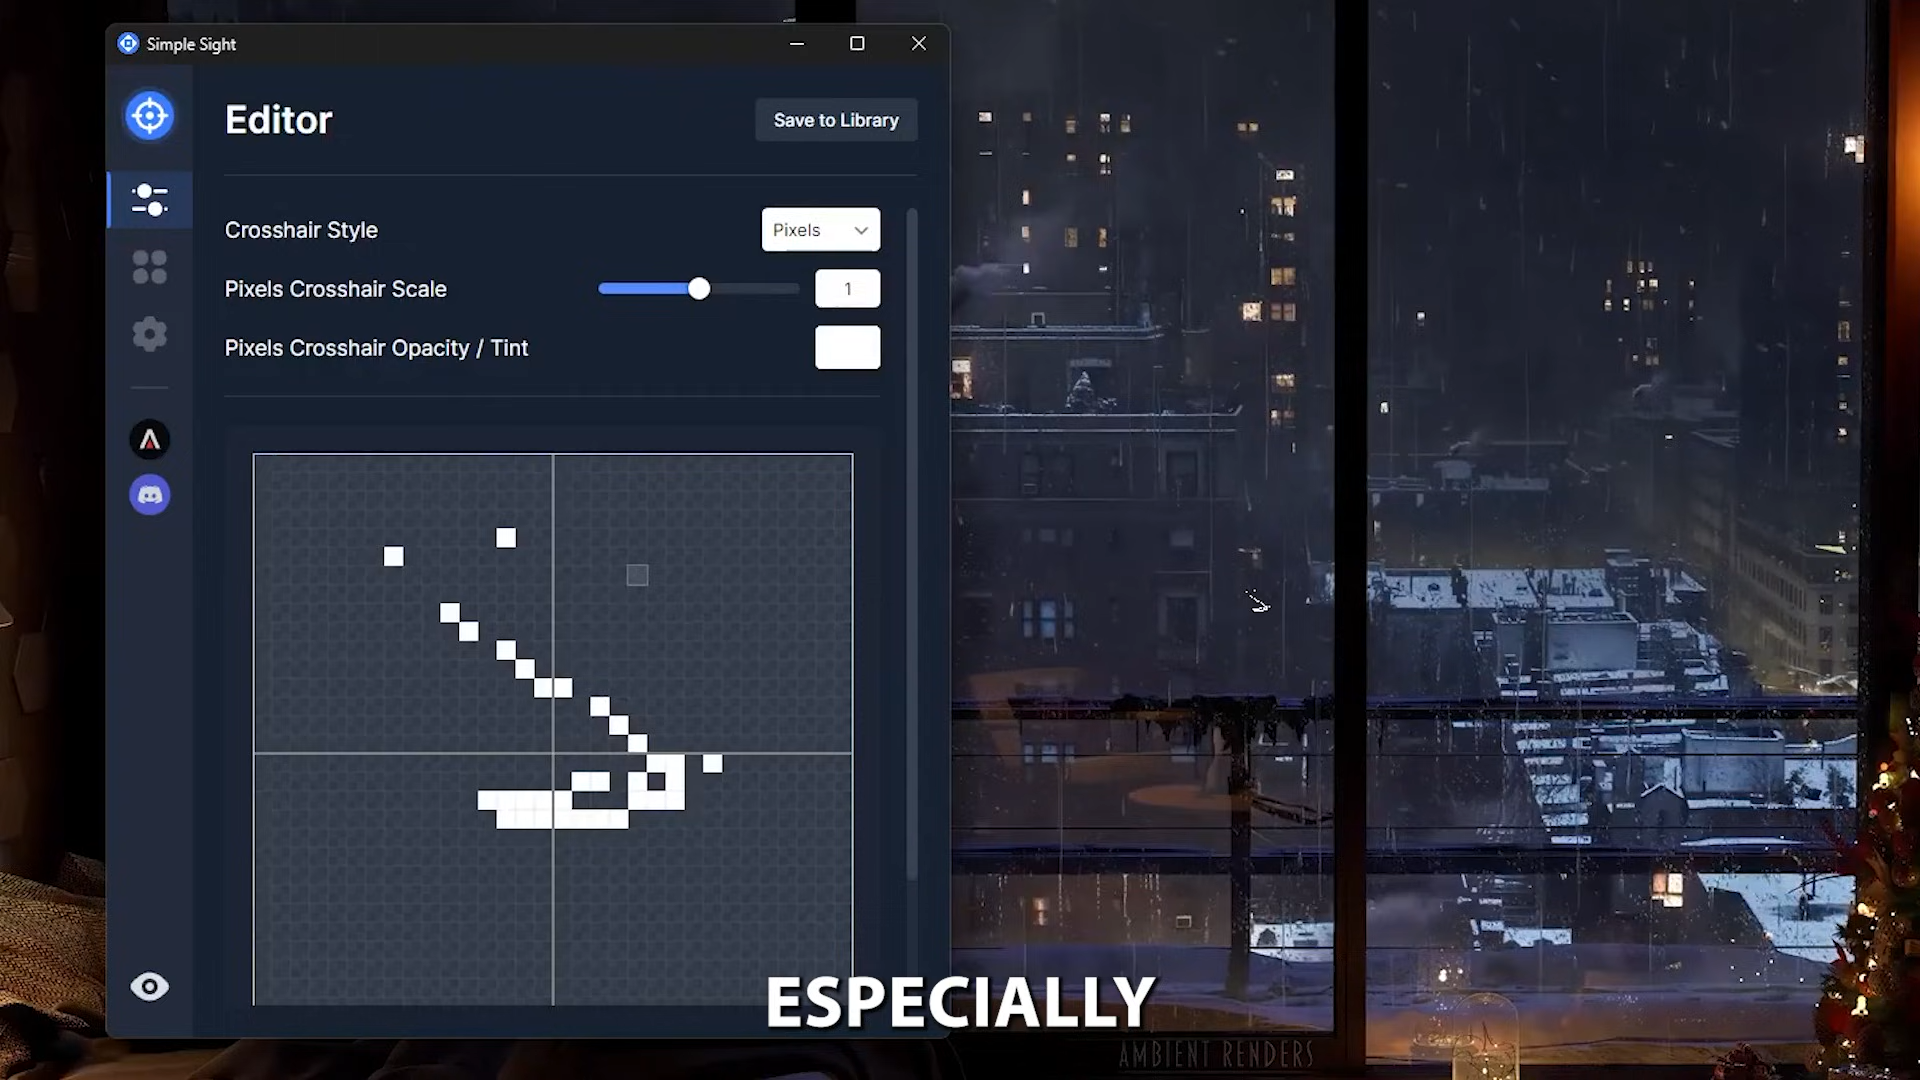 Simple Sight
Editor
Save to Library
Crosshair Style
Pixels
Pixels Crosshair Scale
1
Pixels Crosshair Opacity / Tint
ESPECIALLY
AMBIENT RENDERS